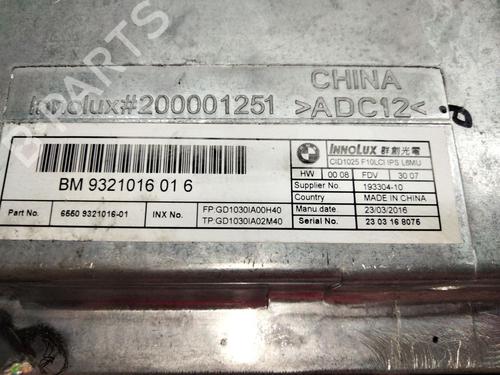 B PARTS
CHINA
Innolux#200001251 >ADC12<
INNOLUX 群創光電
CID1025 F10LCI IPS L6MU
HW 00 08 FDV 30 07
Supplier No. 193304-10
Country MADE IN CHINA
Manu date 23/03/2016
Serial No. 23 03 16 8075
BM 9321016 01 6
Part No. 6550 9321016-01 INX No. FP:GD1030IA00H40
TP:GD1030IA02M40